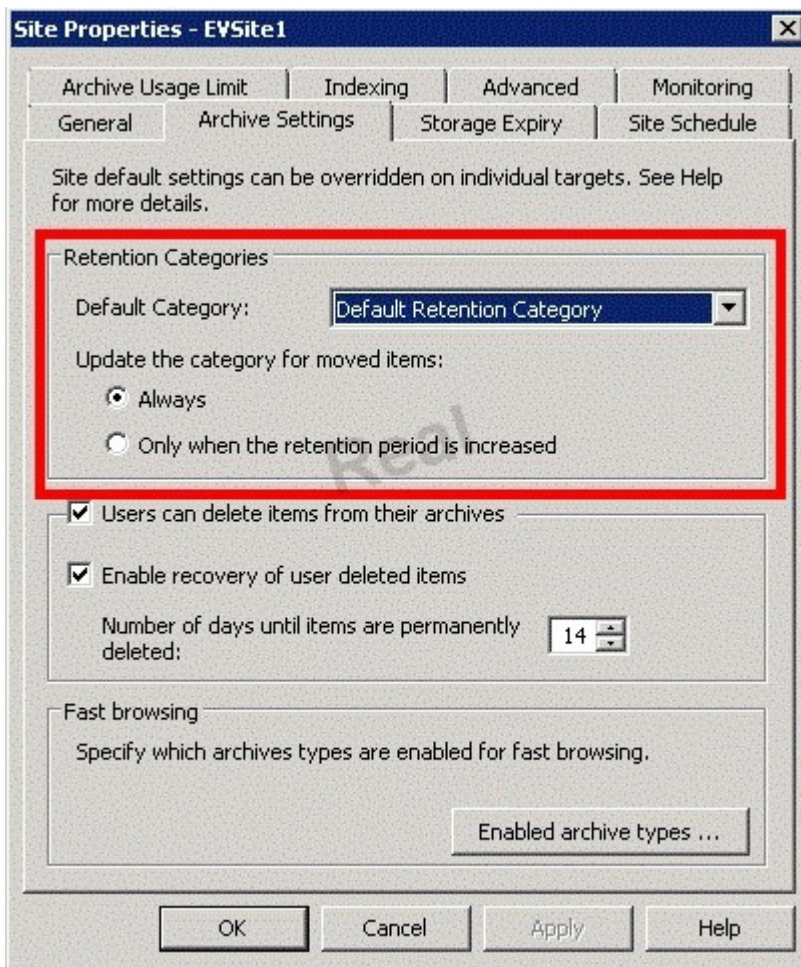 Site Properties - EVSite1
Archive Usage Limit Indexing Advanced Monitoring
General Archive Settings Storage Expiry Site Schedule
Site default settings can be overridden on individual targets. See Help
for more details.
Retention Categories
Default Category: Default Retention Category
Update the category for moved items:
Always
Only when the retention period is increased
Real
Users can delete items from their archives
Enable recovery of user deleted items
Number of days until items are permanently
deleted:
14
Fast browsing
Specify which archives types are enabled for fast browsing.
Enabled archive types ...
OK Cancel Apply Help